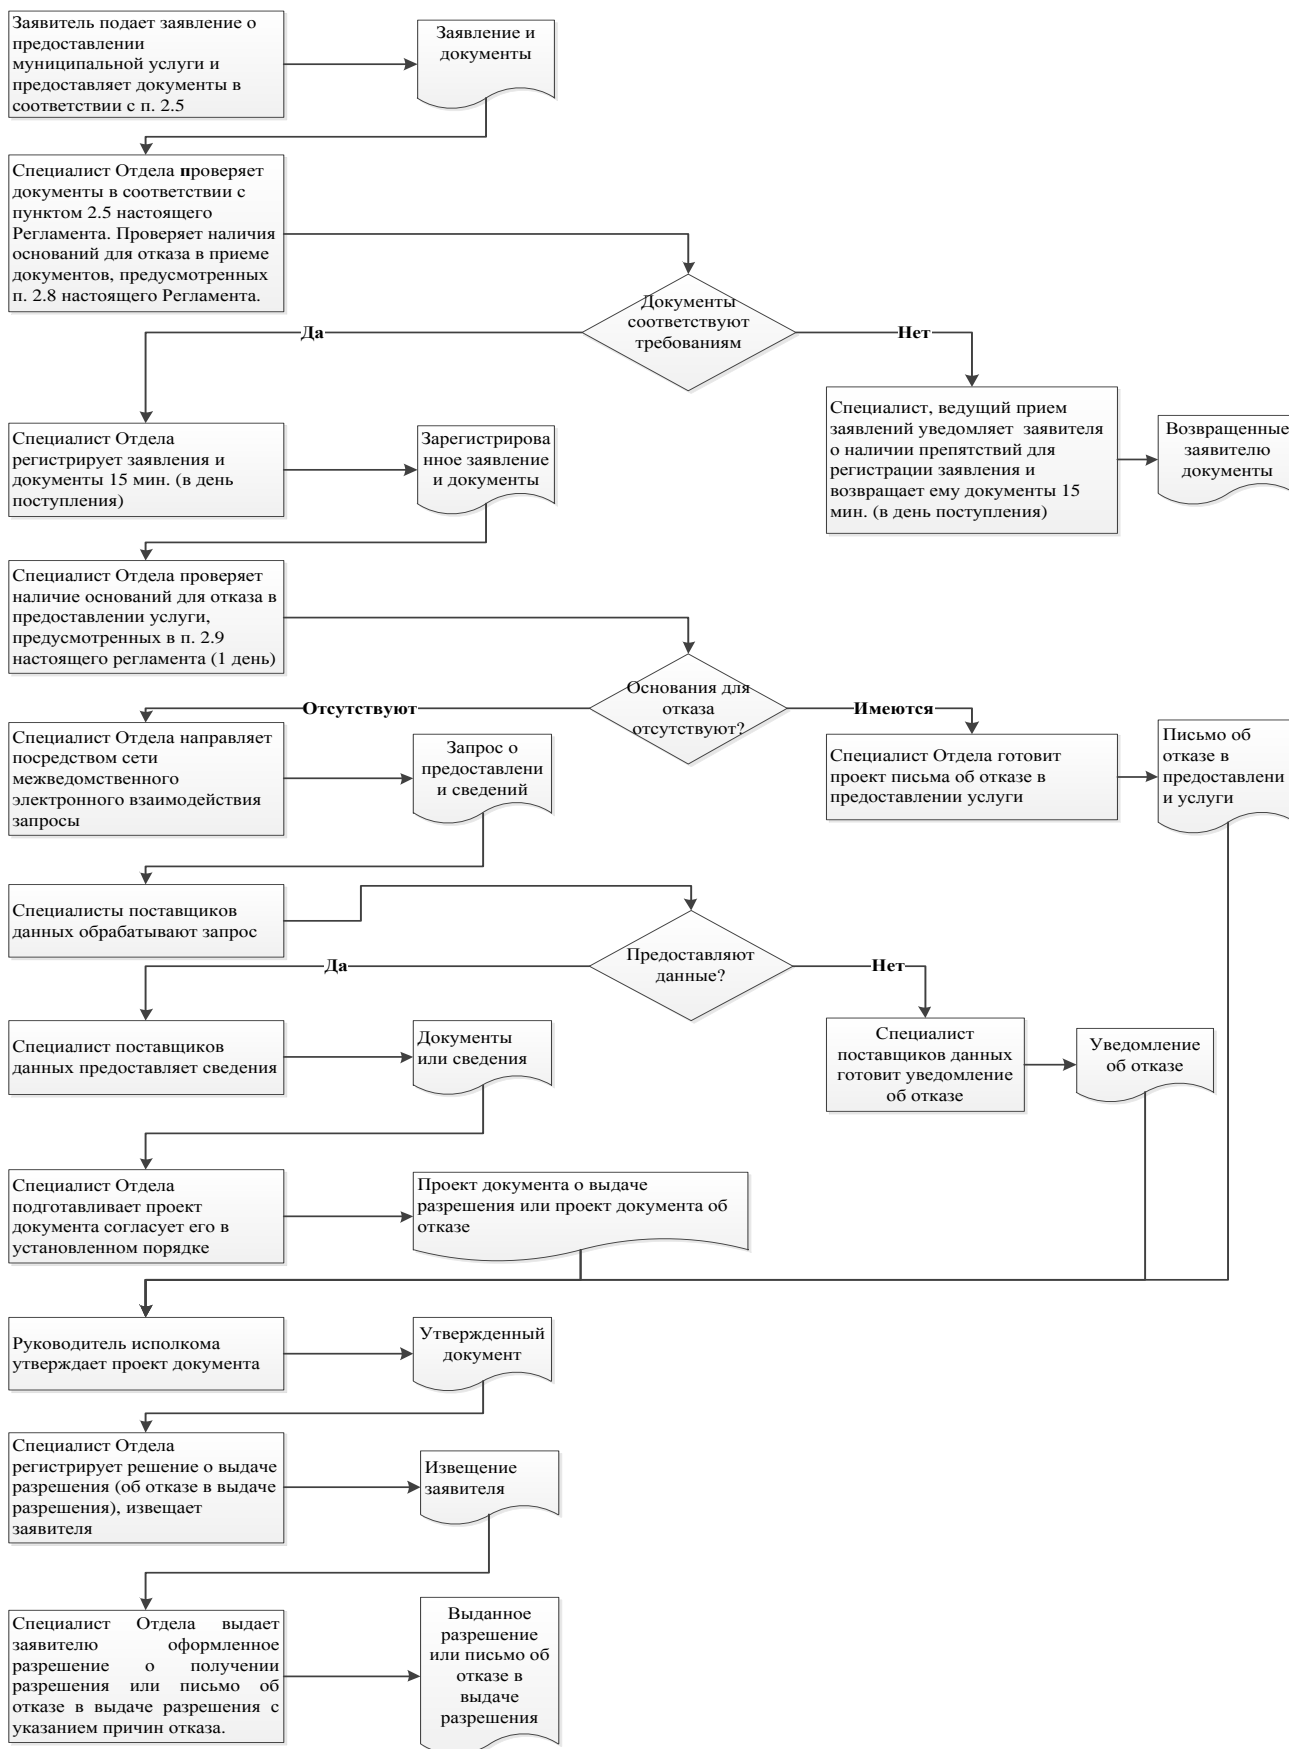 Заявитель подает заявление о
предоставлении
муниципальной услуги и
предоставляет документы в
соответствии с п. 2.5
Заявление и
документы
Специалист Отдела проверяет
документы в соответствии с
пунктом 2.5 настоящего
Регламента. Проверяет наличия
оснований для отказа в приеме
документов, предусмотренных
п. 2.8 настоящего Регламента.
Документы
соответствуют
требованиям
Да
Нет
Специалист Отдела
регистрирует заявления и
документы 15 мин. (в день
поступления)
Зарегистрирова
нное заявление
и документы
Специалист, ведущий прием
заявлений уведомляет заявителя
о наличии препятствий для
регистрации заявления и
возвращает ему документы 15
мин. (в день поступления)
Возвращенные
заявителю
документы
Специалист Отдела проверяет
наличие оснований для отказа в
предоставлении услуги,
предусмотренных в п. 2.9
настоящего регламента (1 день)
Основания для
отказа
отсутствуют?
Отсутствуют
Имеются
Специалист Отдела направляет
посредством сети
межведомственного
электронного взаимодействия
запросы
Запрос о
предоставлени
и сведений
Специалист Отдела готовит
проект письма об отказе в
предоставлении услуги
Письмо об
отказе в
предоставлени
и услуги
Специалисты поставщиков
данных обрабатывают запрос
Предоставляют
данные?
Да
Нет
Специалист поставщиков
данных предоставляет сведения
Документы
или сведения
Специалист
поставщиков данных
готовит уведомление
об отказе
Уведомление
об отказе
Специалист Отдела
подготавливает проект
документа согласует его в
установленном порядке
Проект документа о выдаче
разрешения или проект документа об
отказе
Руководитель исполкома
утверждает проект документа
Утвержденный
документ
Специалист Отдела
регистрирует решение о выдаче
разрешения (об отказе в выдаче
разрешения), извещает
заявителя
Извещение
заявителя
Специалист Отдела выдает
заявителю оформленное
разрешение о получении
разрешения или письмо об
отказе в выдаче разрешения с
указанием причин отказа.
Выданное
разрешение
или письмо об
отказе в
выдаче
разрешения